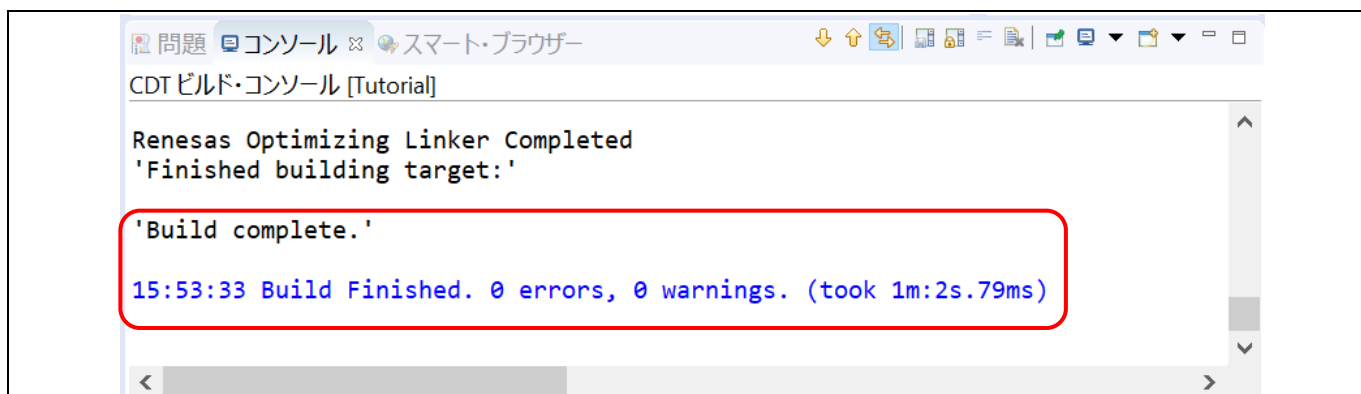 問題 コンソール スマート・ブラウザー
CDT ビルド・コンソール [Tutorial]
Renesas Optimizing Linker Completed
'Finished building target:'
'Build complete.'
15:53:33 Build Finished. 0 errors, 0 warnings. (took 1m:2s.79ms)